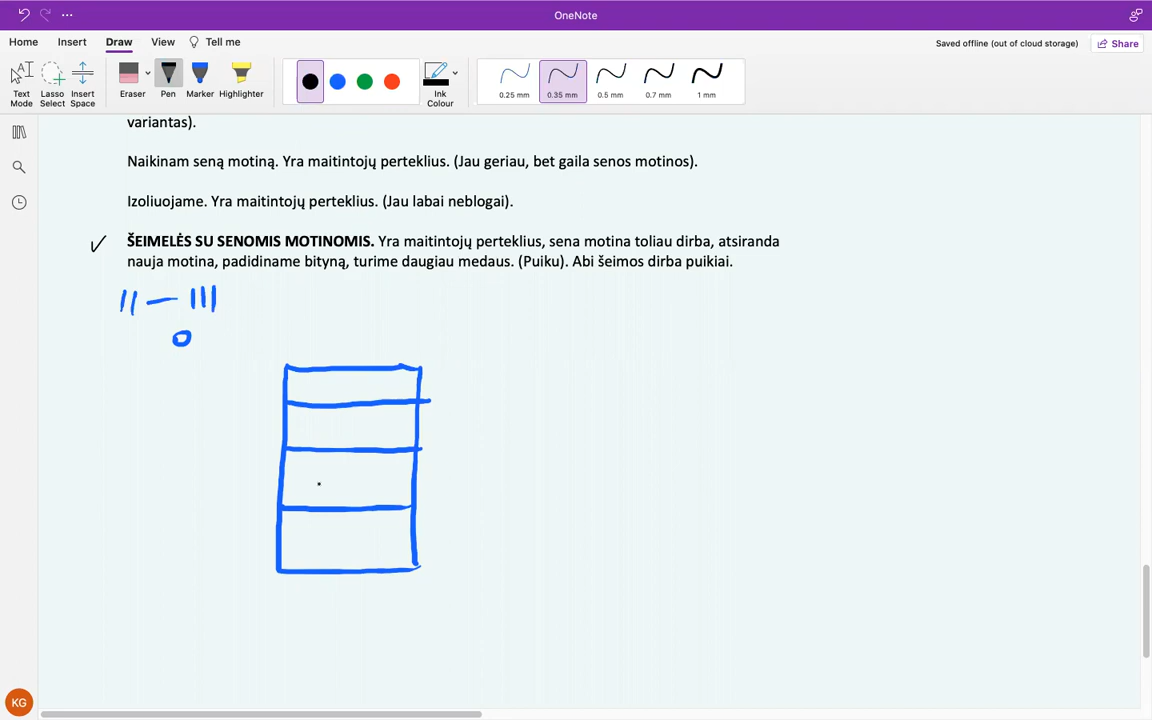 OneNote
Home Insert Draw View Tell me
Saved offline (out of cloud storage) Share
Text Mode
Lasso Select
Insert Space
Eraser
Pen
Marker
Highlighter
Ink Colour
0.25 mm
0.35 mm
0.5 mm
0.7 mm
1 mm
variantas).
Naikinam seną motiną. Yra maitintojų perteklius. (Jau geriau, bet gaila senos motinos).
Izoliuojame. Yra maitintojų perteklius. (Jau labai neblogai).
ŠEIMELĖS SU SENOMIS MOTINOMIS. Yra maitintojų perteklius, sena motina toliau dirba, atsiranda
nauja motina, padidiname bityną, turime daugiau medaus. (Puiku). Abi šeimos dirba puikiai.
II — III
KG